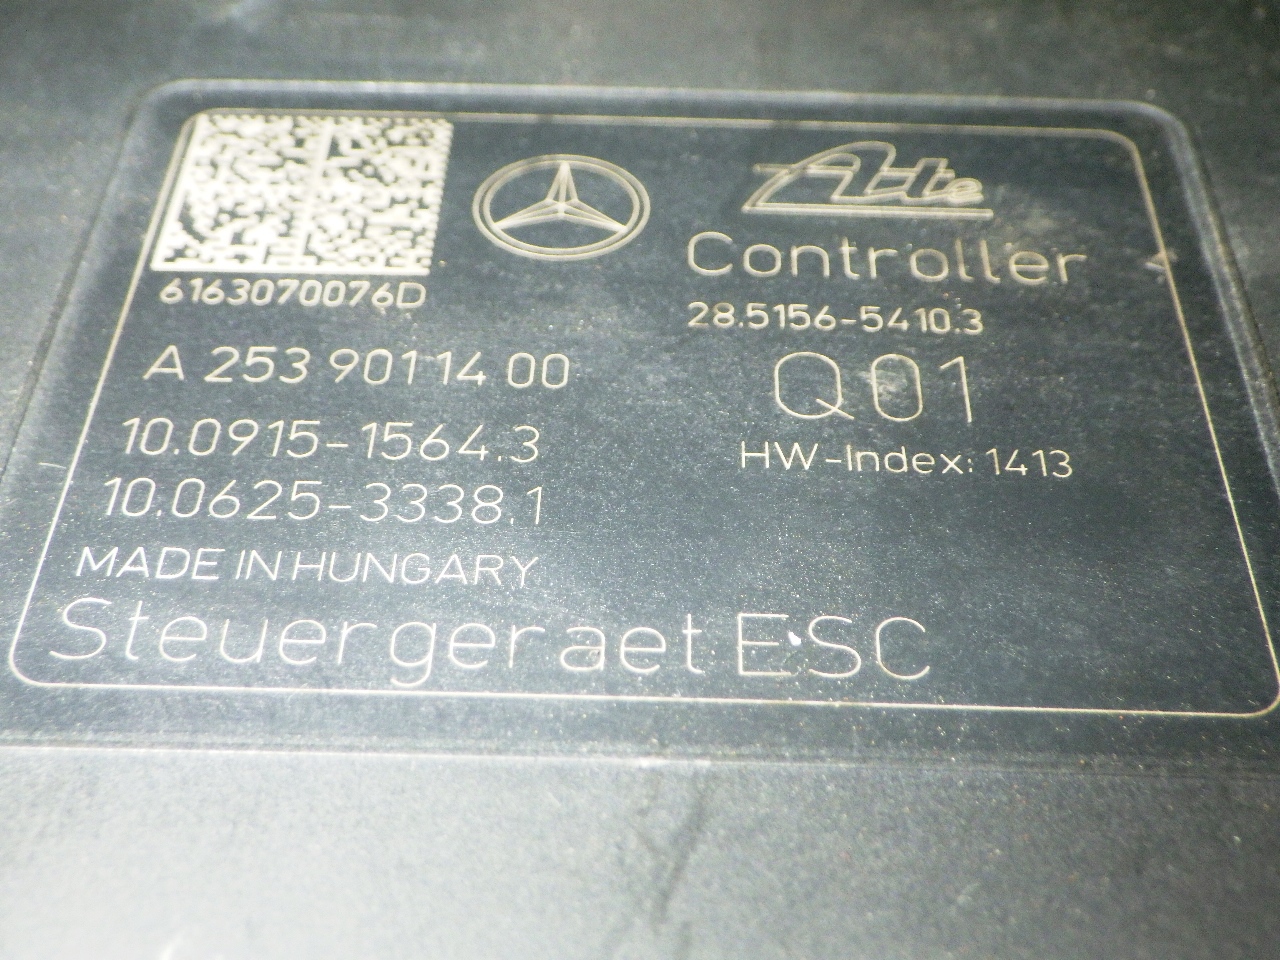 Ate
Controller
6163070076D
28.5156-5410.3
A 253 901 14 00
Q01
10.0915-1564.3
HW-Index: 1413
10.0625-3338.1
MADE IN HUNGARY
Steuergeraet ESC